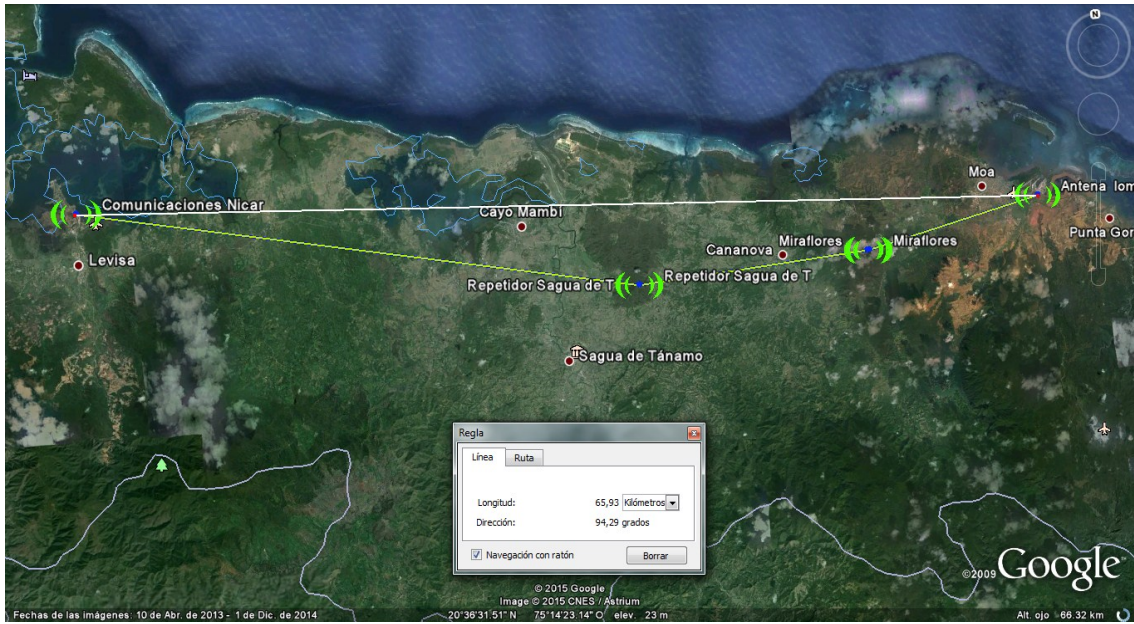 N
Moa
Antena lom
Comunicaciones Nicar
Cayo Mambí
Punta Gor
Cananova
Miraflores
Miraflores
Levisa
Repetidor Sagua de T
Repetidor Sagua de T
Sagua de Tánamo
Regla
Línea
Ruta
Longitud:
65,93
Kilómetros
Dirección:
94,29 grados
Navegación con ratón
Borrar
©2009 Google
© 2015 Google
Image © 2015 CNES / Astrium
Fechas de las imágenes: 10 de Abr. de 2013 - 1 de Dic. de 2014
20°36'31.51" N 75°14'23.14" O elev. 23 m
Alt. ojo 66.32 km